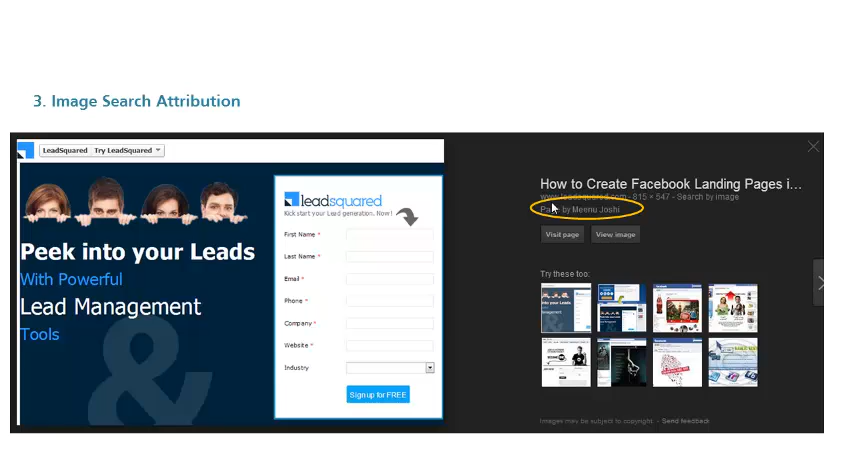 3. Image Search Attribution
LeadSquared Try LeadSquared
leadsquared
Kick start your Lead generation. Now!
Peek into your Leads
With Powerful
Lead Management
Tools
&
First Name *
Last Name *
Email *
Phone *
Company *
Website *
Industry
Sign up for FREE
How to Create Facebook Landing Pages i...
www.leadsquared.com - 815 × 547 - Search by image
by Meenu Joshi
Visit page View image
Try these too:
Images may be subject to copyright. - Send feedback